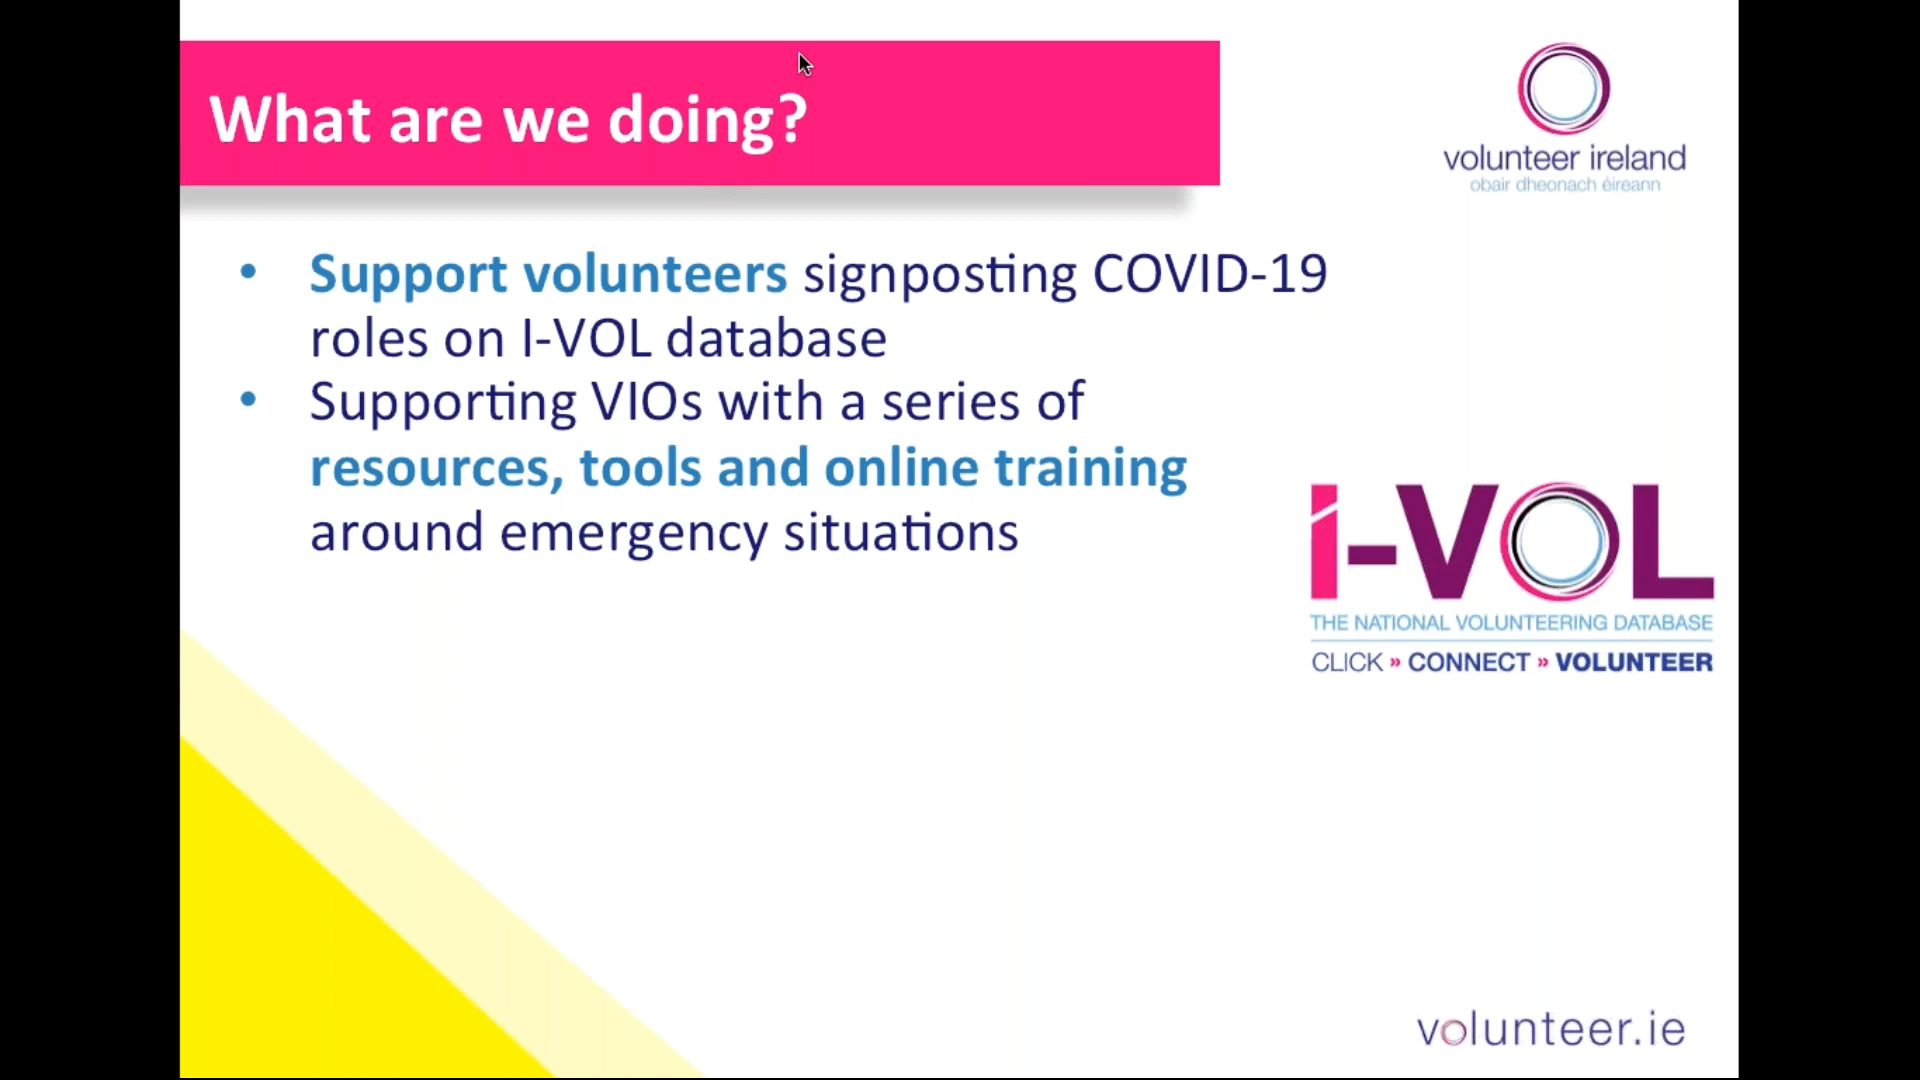 What are we doing?
volunteer ireland
obair dheonach éireann
• Support volunteers signposting COVID-19
roles on I-VOL database
• Supporting VIOs with a series of
resources, tools and online training
around emergency situations
i-VOL
THE NATIONAL VOLUNTEERING DATABASE
CLICK » CONNECT » VOLUNTEER
volunteer.ie